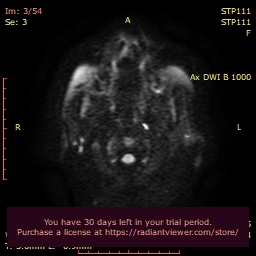 Im: 3/54
Se: 3
A
STP111
STP111
F
Ax DWI B 1000
R
L
You have 30 days left in your trial period.
Purchase a license at https://radiantviewer.com/store/